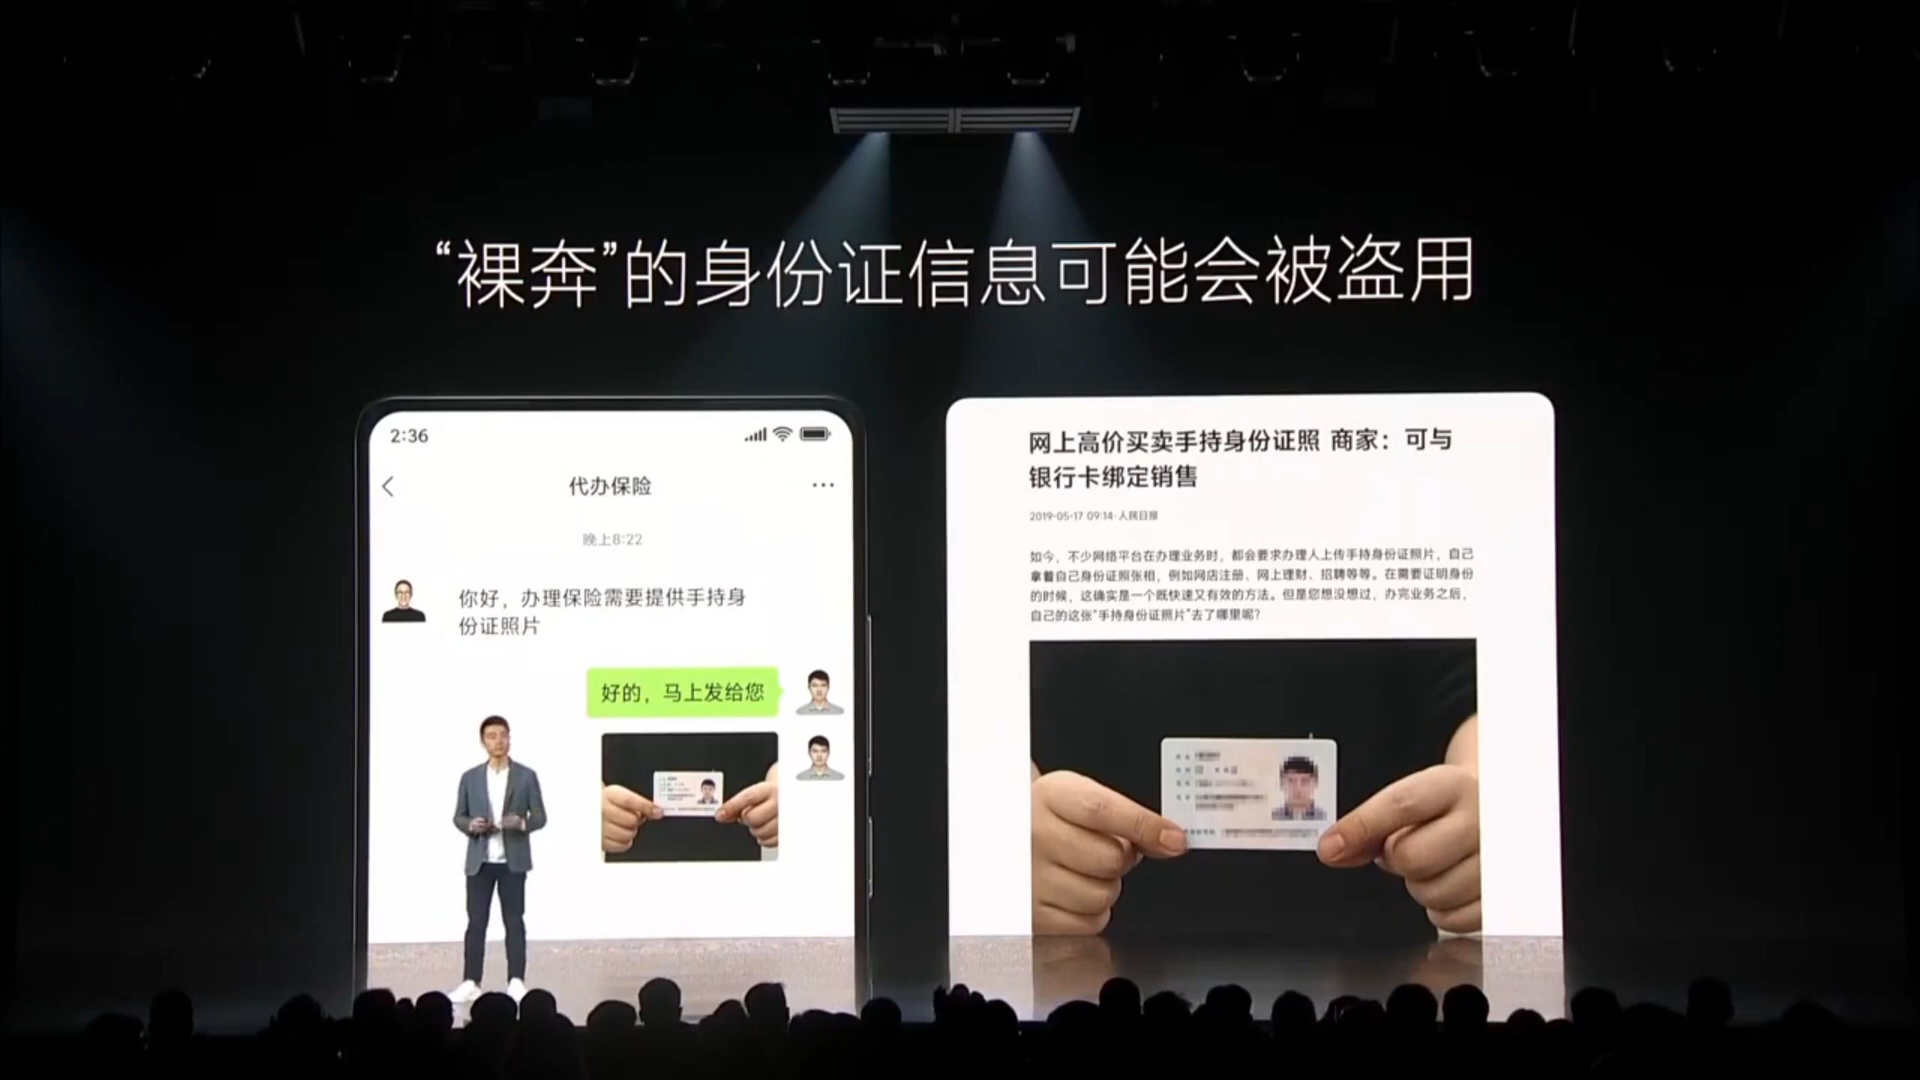 “裸奔”的身份证信息可能会被盗用
2:36
代办保险
晚上8:22
你好，办理保险需要提供手持身
份证照片
好的，马上发给您
网上高价买卖手持身份证照 商家：可与
银行卡绑定销售
2019-05-17 09:14·人民日报
如今，不少网络平台在办理业务时，都会要求办理人上传手持身份证照片，自己
拿着自己身份证照张相，例如网店注册、网上理财、招聘等等。在需要证明身份
的时候，这确实是一个既快速又有效的方法。但是您想没想过，办完业务之后，
自己的这张“手持身份证照片”去了哪里呢？